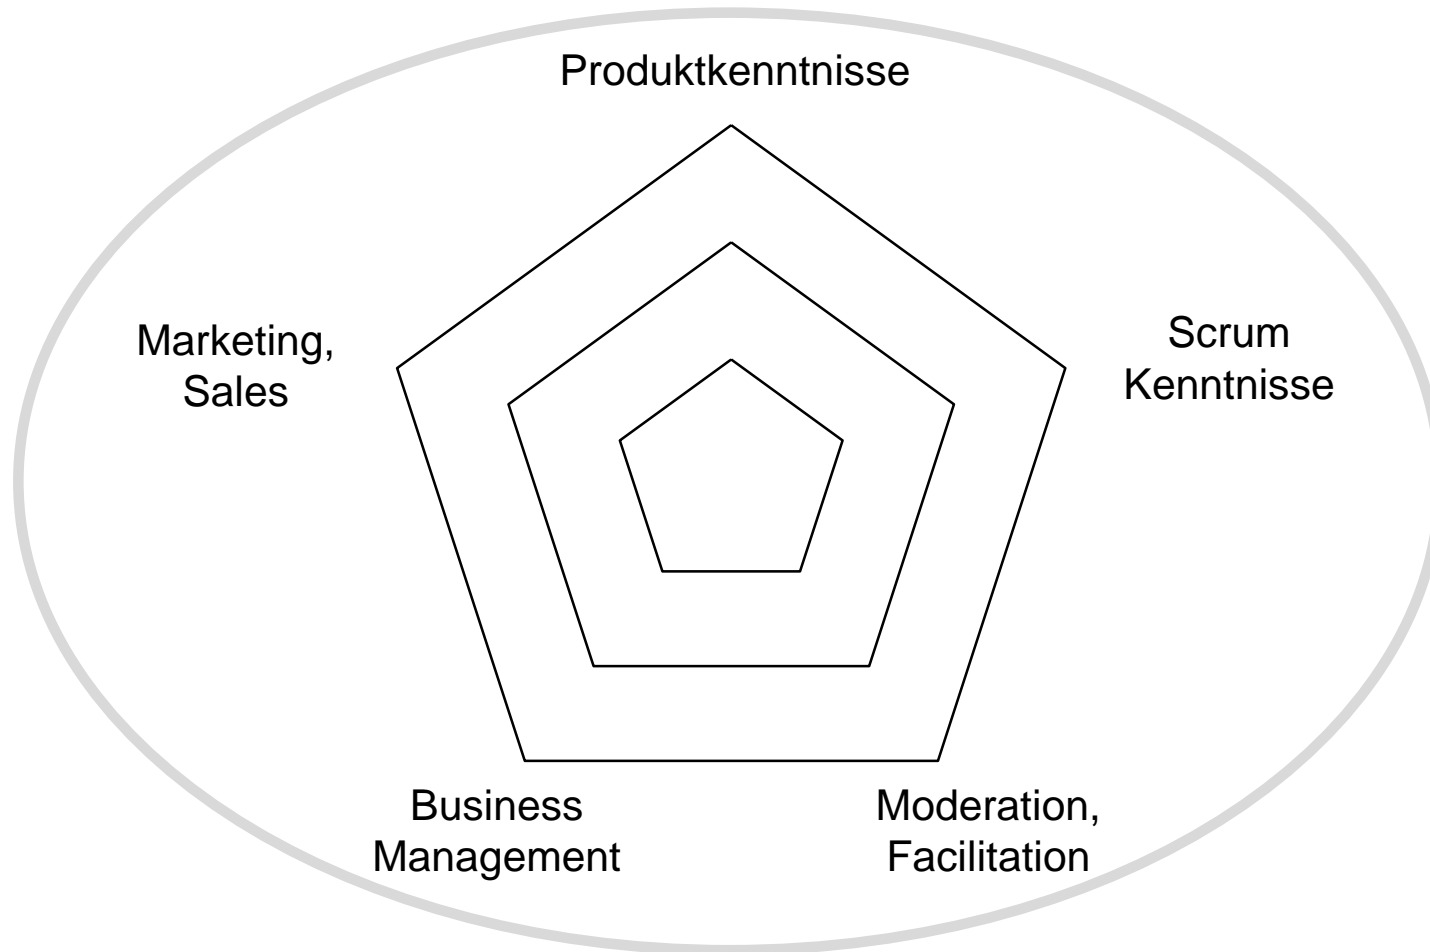 Produktkenntnisse
Marketing,
Sales
Scrum
Kenntnisse
Business
Management
Moderation,
Facilitation